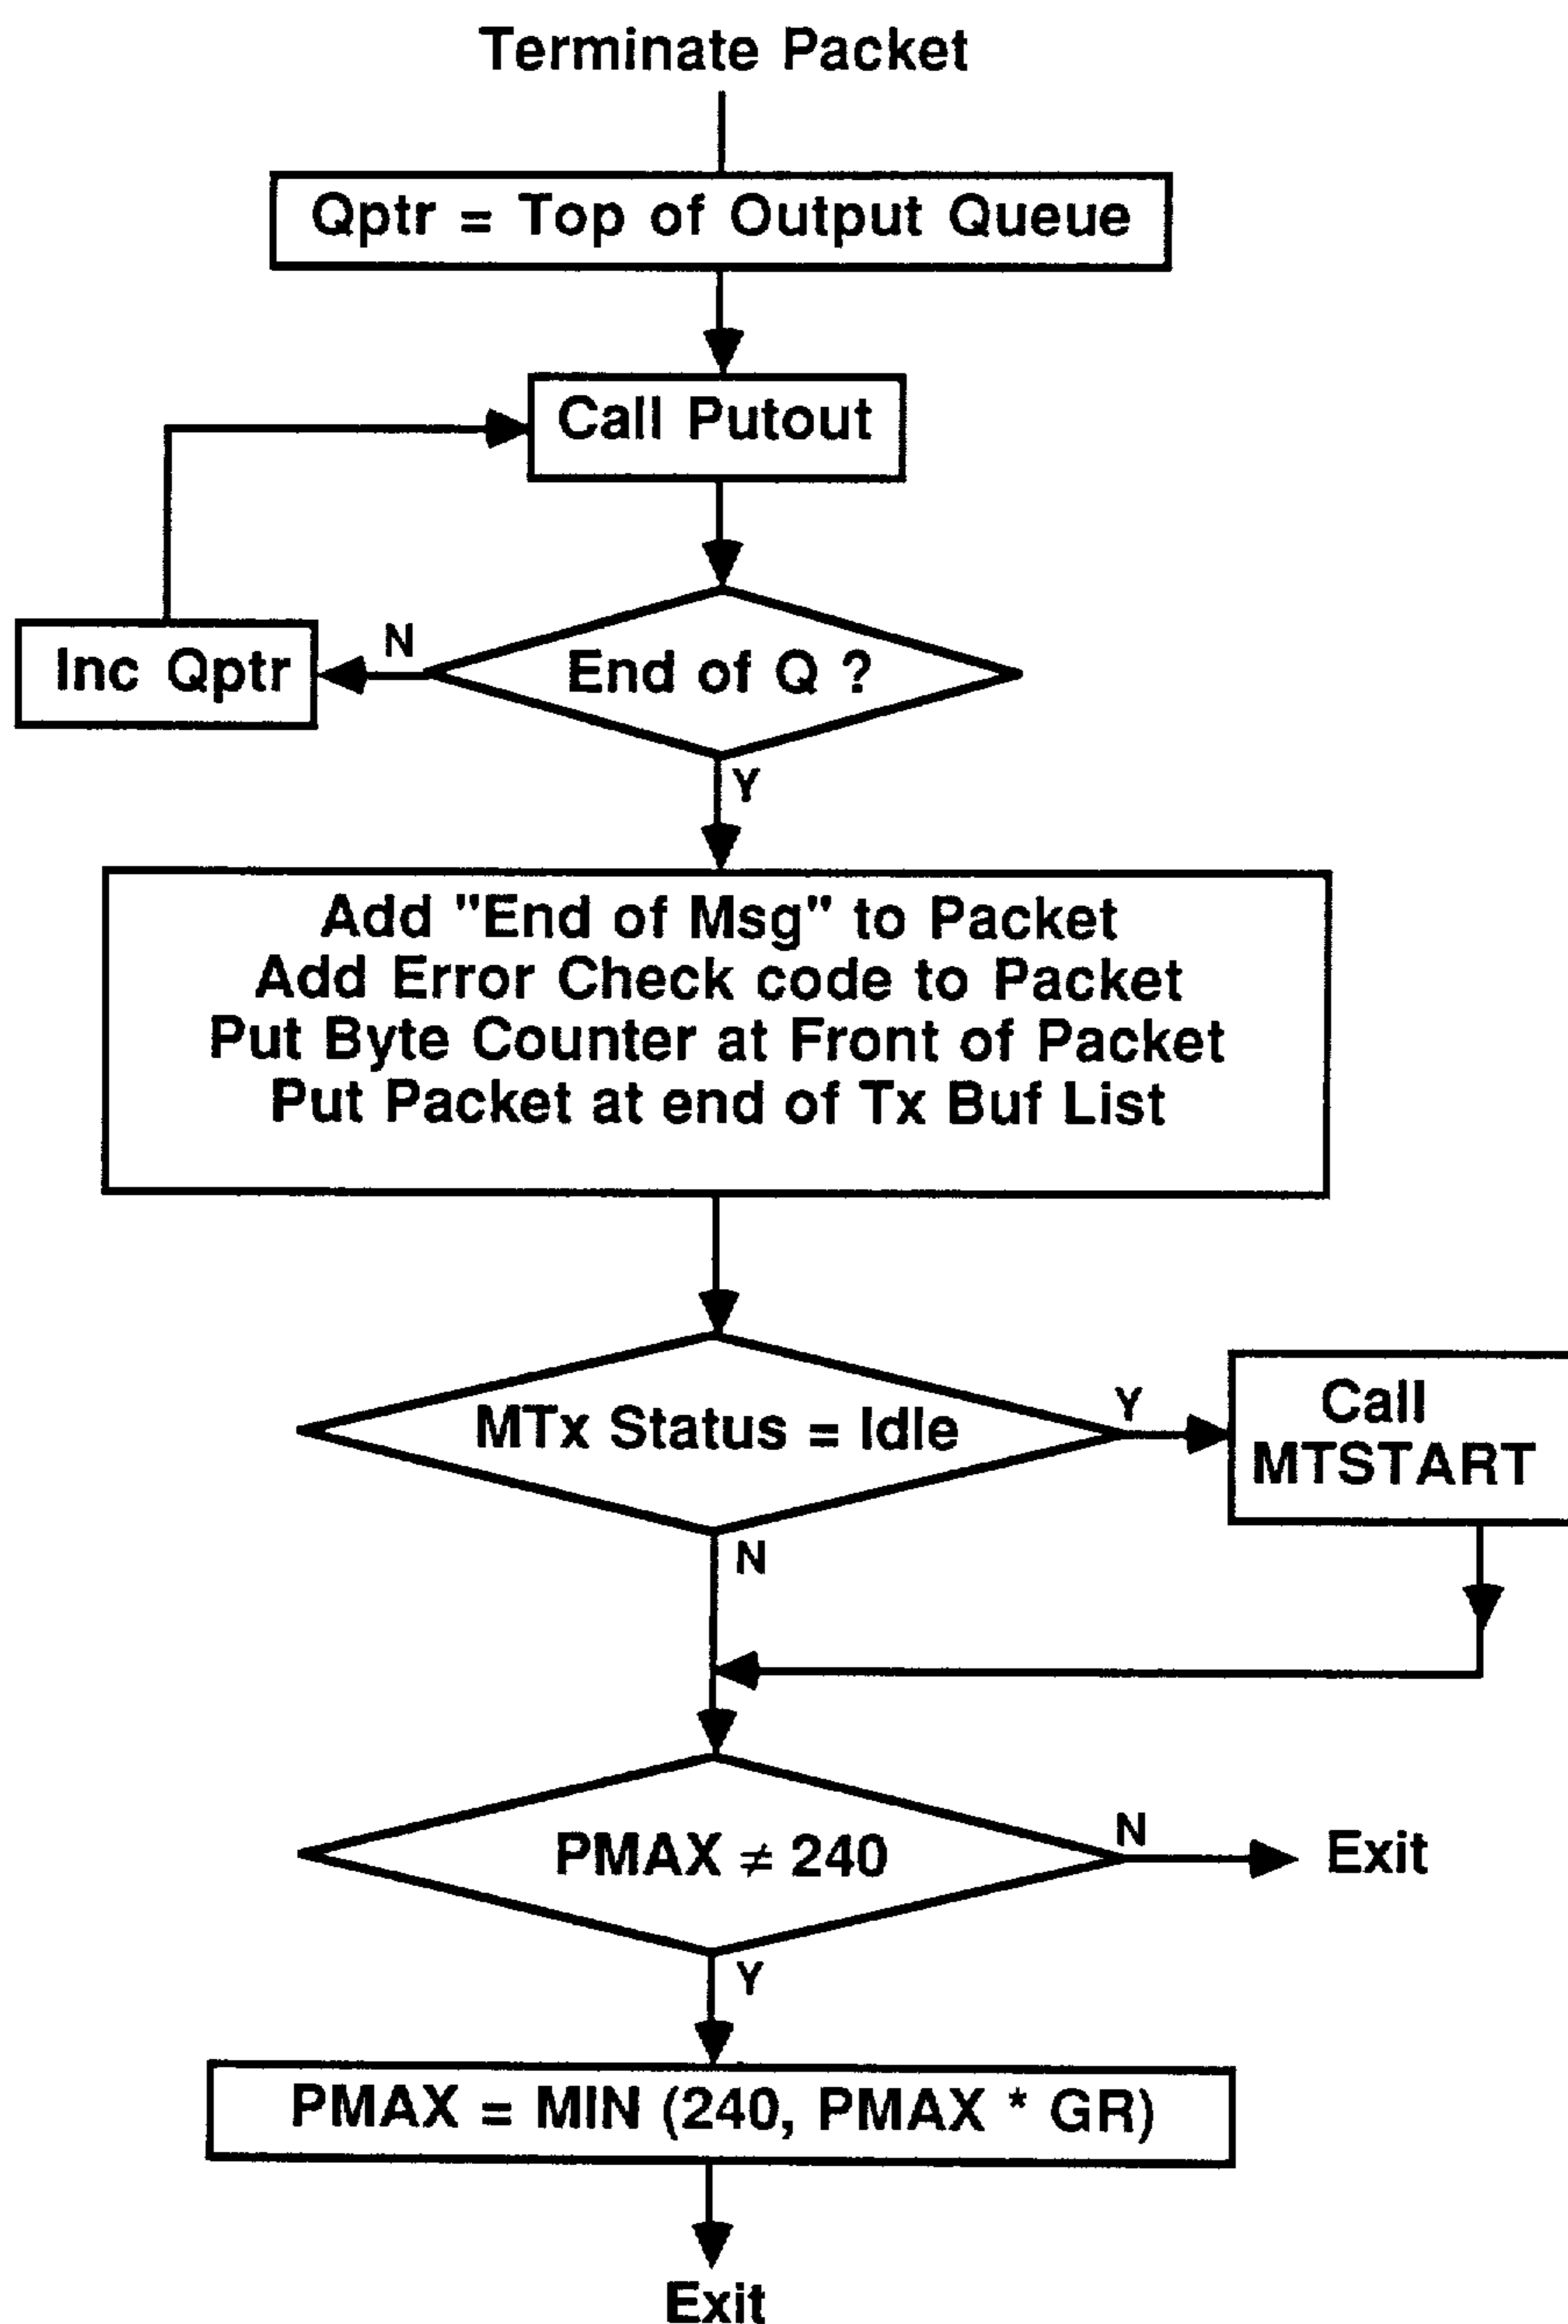 Terminate Packet
Qptr = Top of Output Queue
Call Putout
N
Inc Qptr
End of Q ?
Y
Add "End of Msg" to Packet
Add Error Check code to Packet
Put Byte Counter at Front of Packet
Put Packet at end of Tx Buf List
MTx Status = Idle
Y
Call
MTSTART
N
PMAX ≠ 240
N
Exit
Y
PMAX = MIN (240, PMAX * GR)
Exit